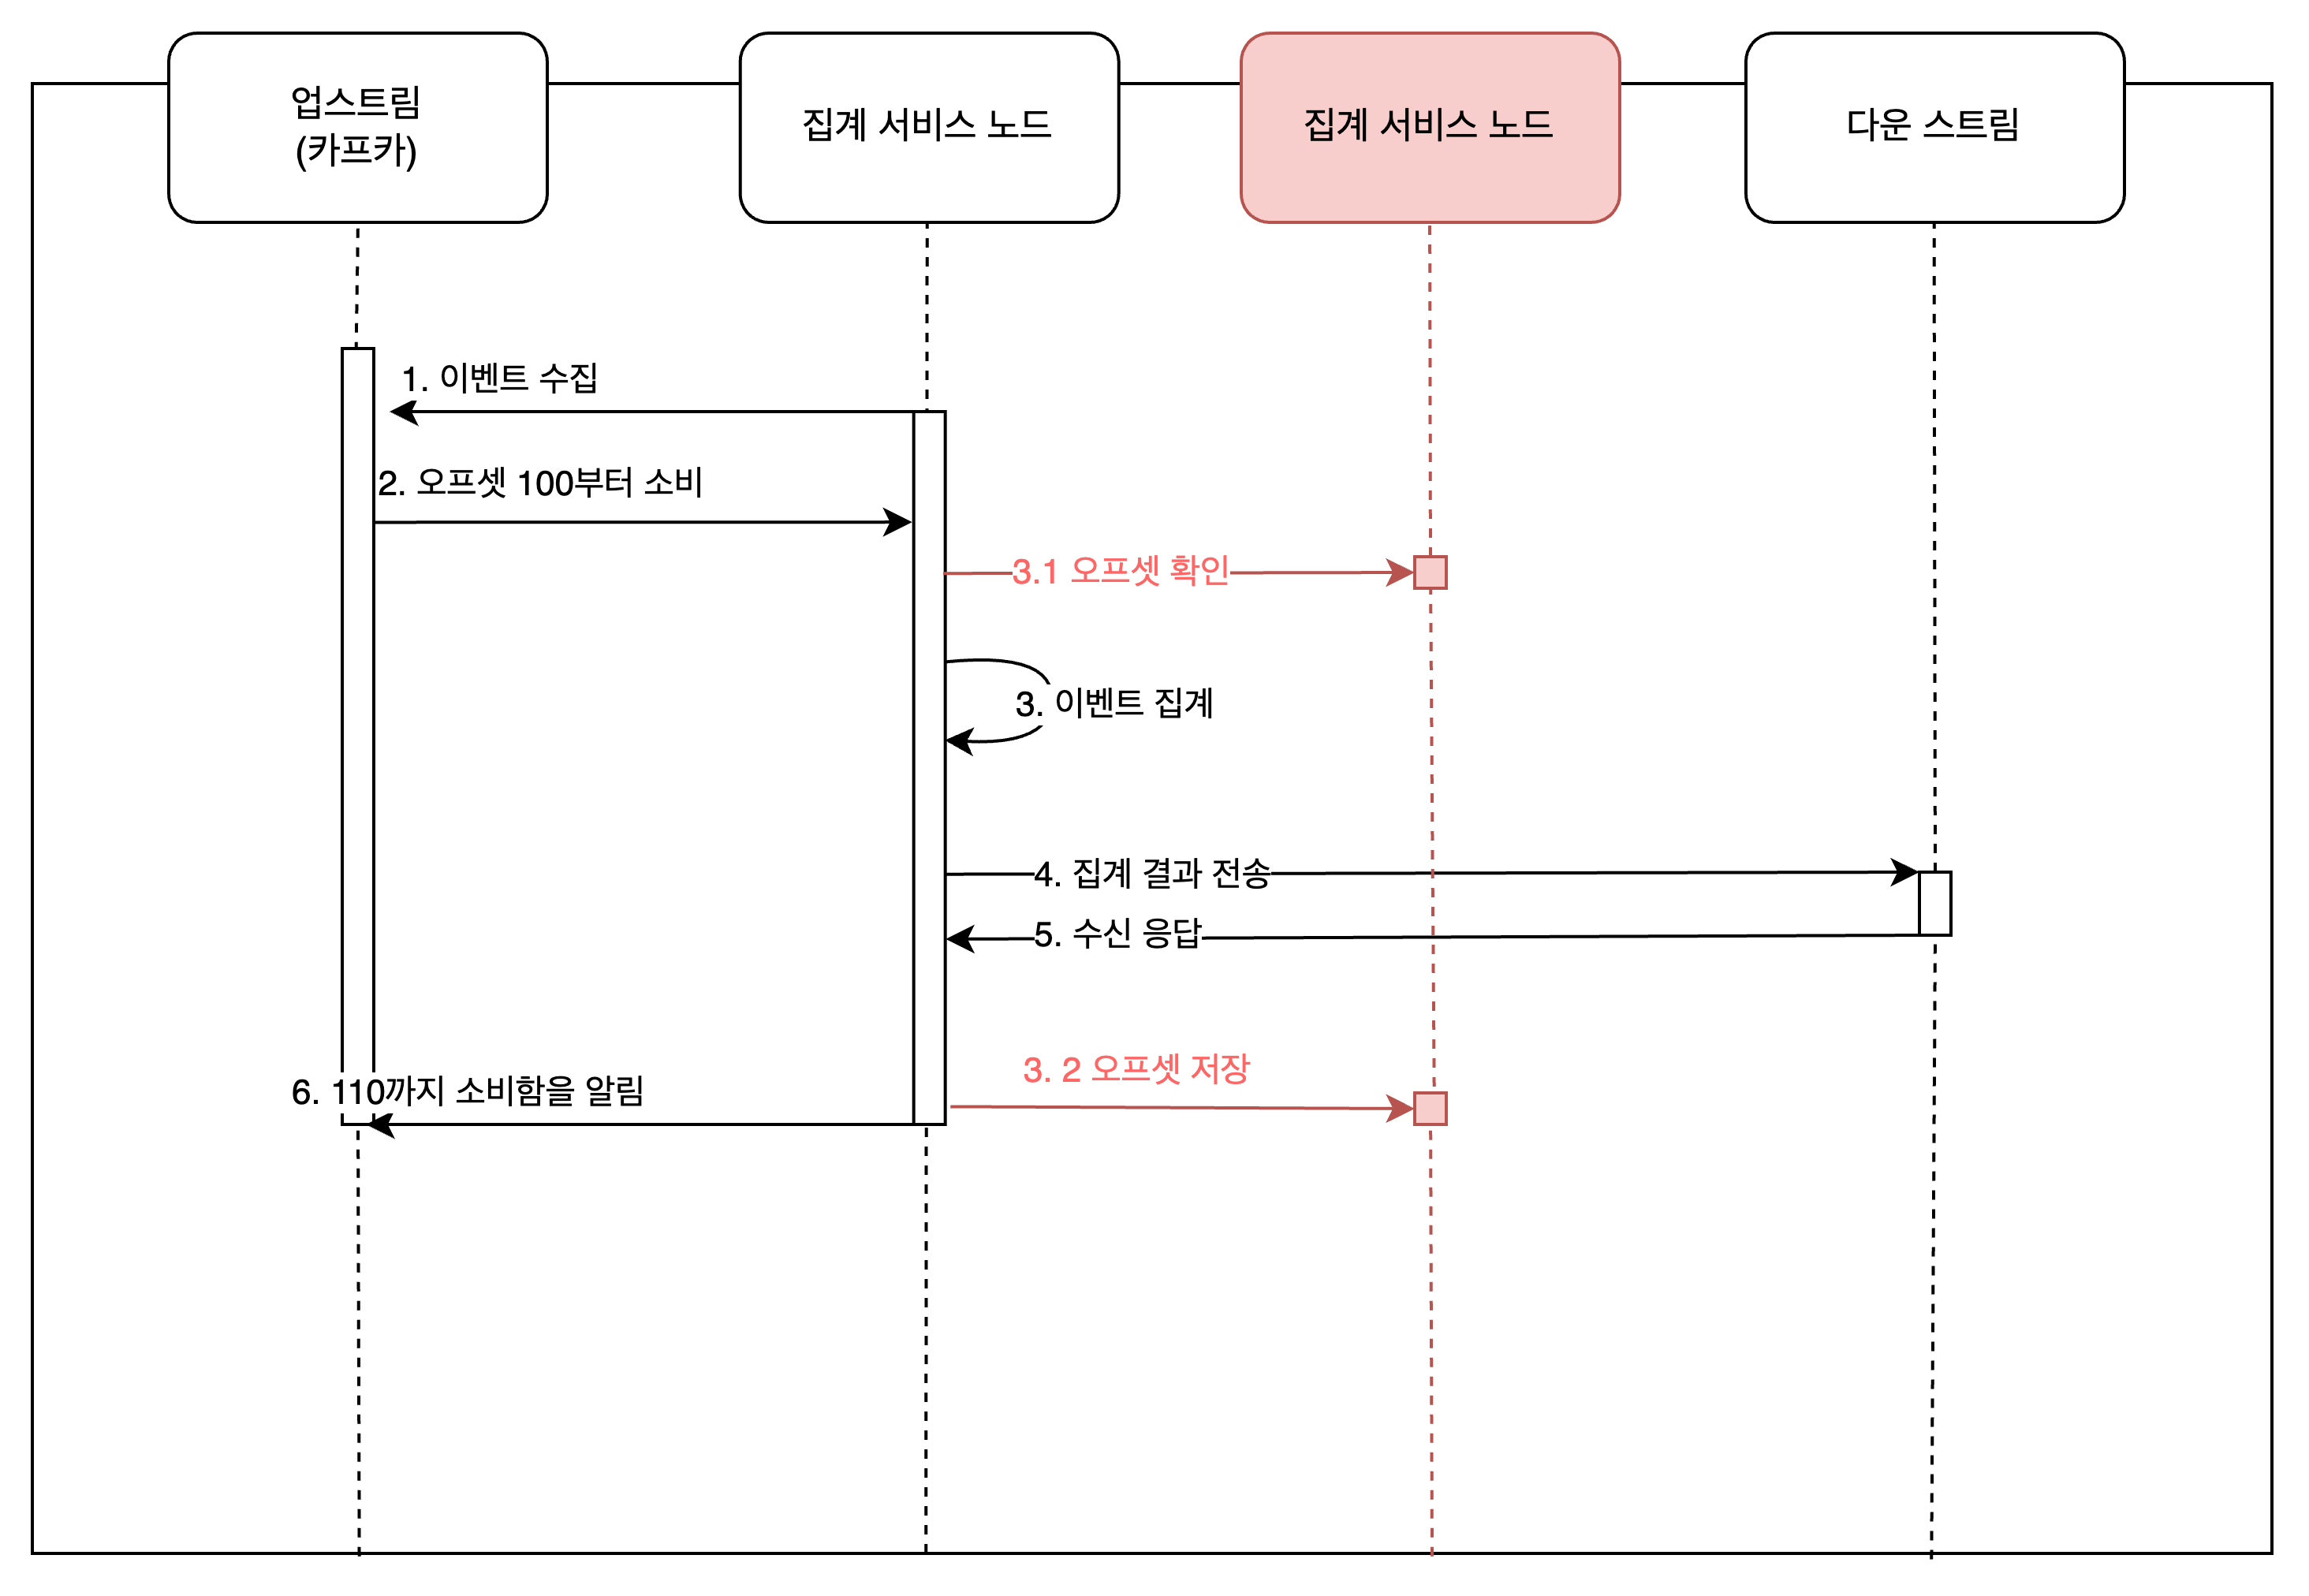 업스트림
(카프카)
집계 서비스 노드
집계 서비스 노드
다운 스트림
1. 이벤트 수집
2. 오프셋 100부터 소비
3.1 오프셋 확인
3. 이벤트 집계
4. 집계 결과 전송
5. 수신 응답
3. 2 오프셋 저장
6. 110까지 소비함을 알림